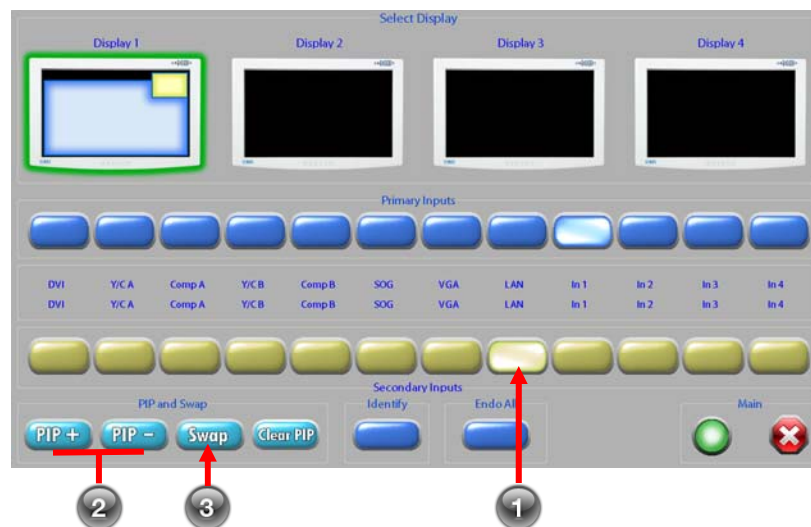 Select Display
Display 1 Display 2 Display 3 Display 4
Primary Inputs
DVI Y/C A Comp A Y/C B Comp B SOG VGA LAN In 1 In 2 In 3 In 4
DVI Y/C A Comp A Y/C B Comp B SOG VGA LAN In 1 In 2 In 3 In 4
Secondary Inputs
PIP and Swap Identify Endo All Main
PIP + PIP - Swap Clear PIP
2 3 1